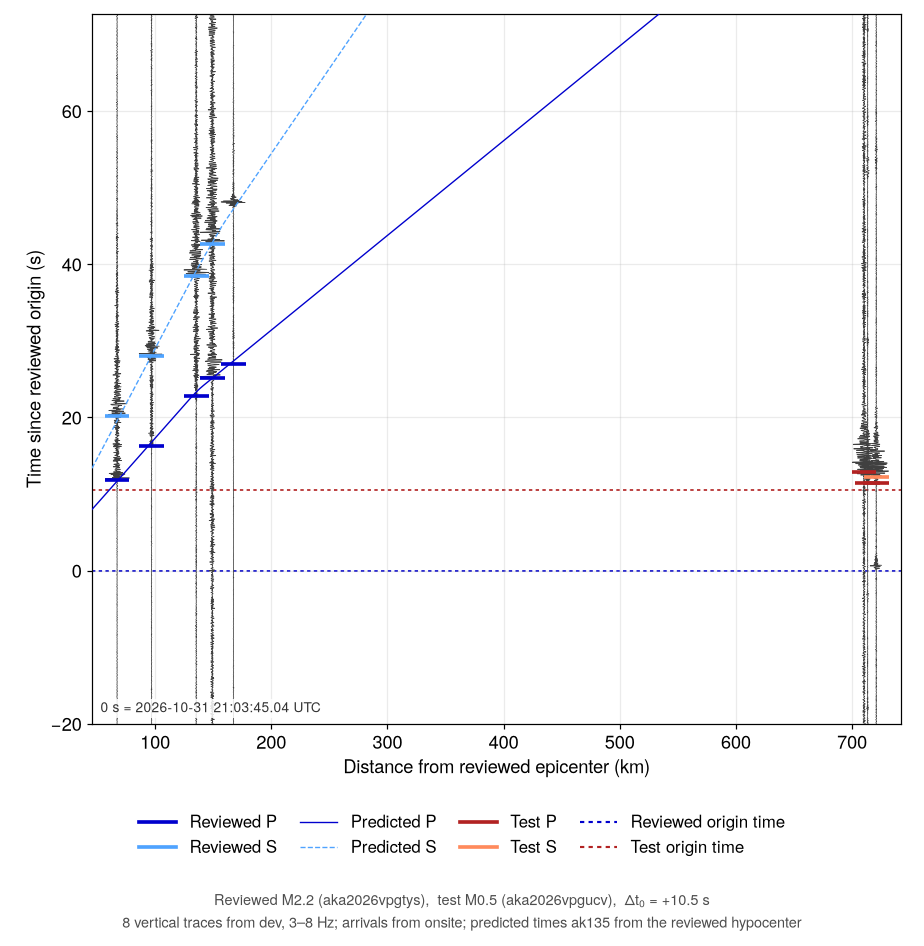 60
40
20
0
−20
Time since reviewed origin (s)
0 s = 2026-10-31 21:03:45.04 UTC
100 200 300 400 500 600 700
Distance from reviewed epicenter (km)
Reviewed P Predicted P Test P Reviewed origin time
Reviewed S Predicted S Test S Test origin time
Reviewed M2.2 (aka2026vpgtys), test M0.5 (aka2026vpgucv), Δt₀ = +10.5 s
8 vertical traces from dev, 3–8 Hz; arrivals from onsite; predicted times ak135 from the reviewed hypocenter